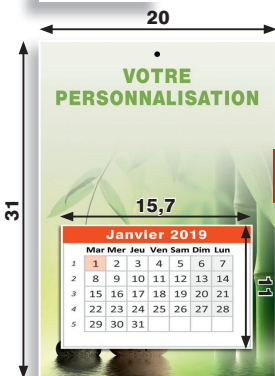 20
VOTRE
PERSONNALISATION
31
15,7
Janvier 2019
Mar Mer Jeu Ven Sam Dim Lun
1 1 2 3 4 5 6 7
2 8 9 10 11 12 13 14
3 15 16 17 18 19 20 21
4 22 23 24 25 26 27 28
5 29 30 31
11